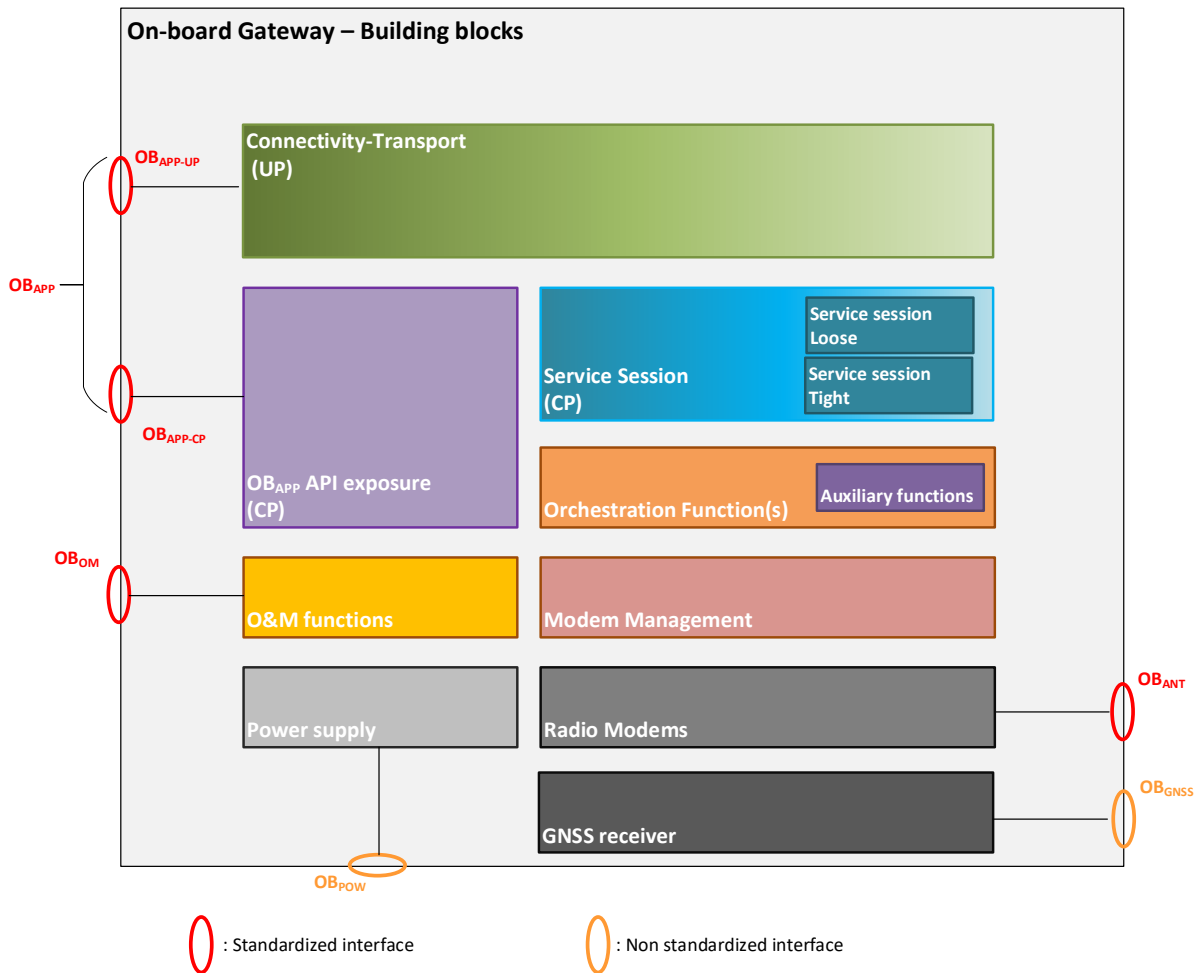 On-board Gateway – Building blocks
Connectivity-Transport
(UP)
OBAPP-UP
OBAPP
OBAPP-CP
OBAPP API exposure
(CP)
Service Session
(CP)
Service session
Loose
Service session
Tight
Orchestration Function(s)
Auxiliary functions
OBOM
O&M functions
Modem Management
Power supply
Radio Modems
OBANT
GNSS receiver
OBGNSS
OBPOW
: Standardized interface
: Non standardized interface